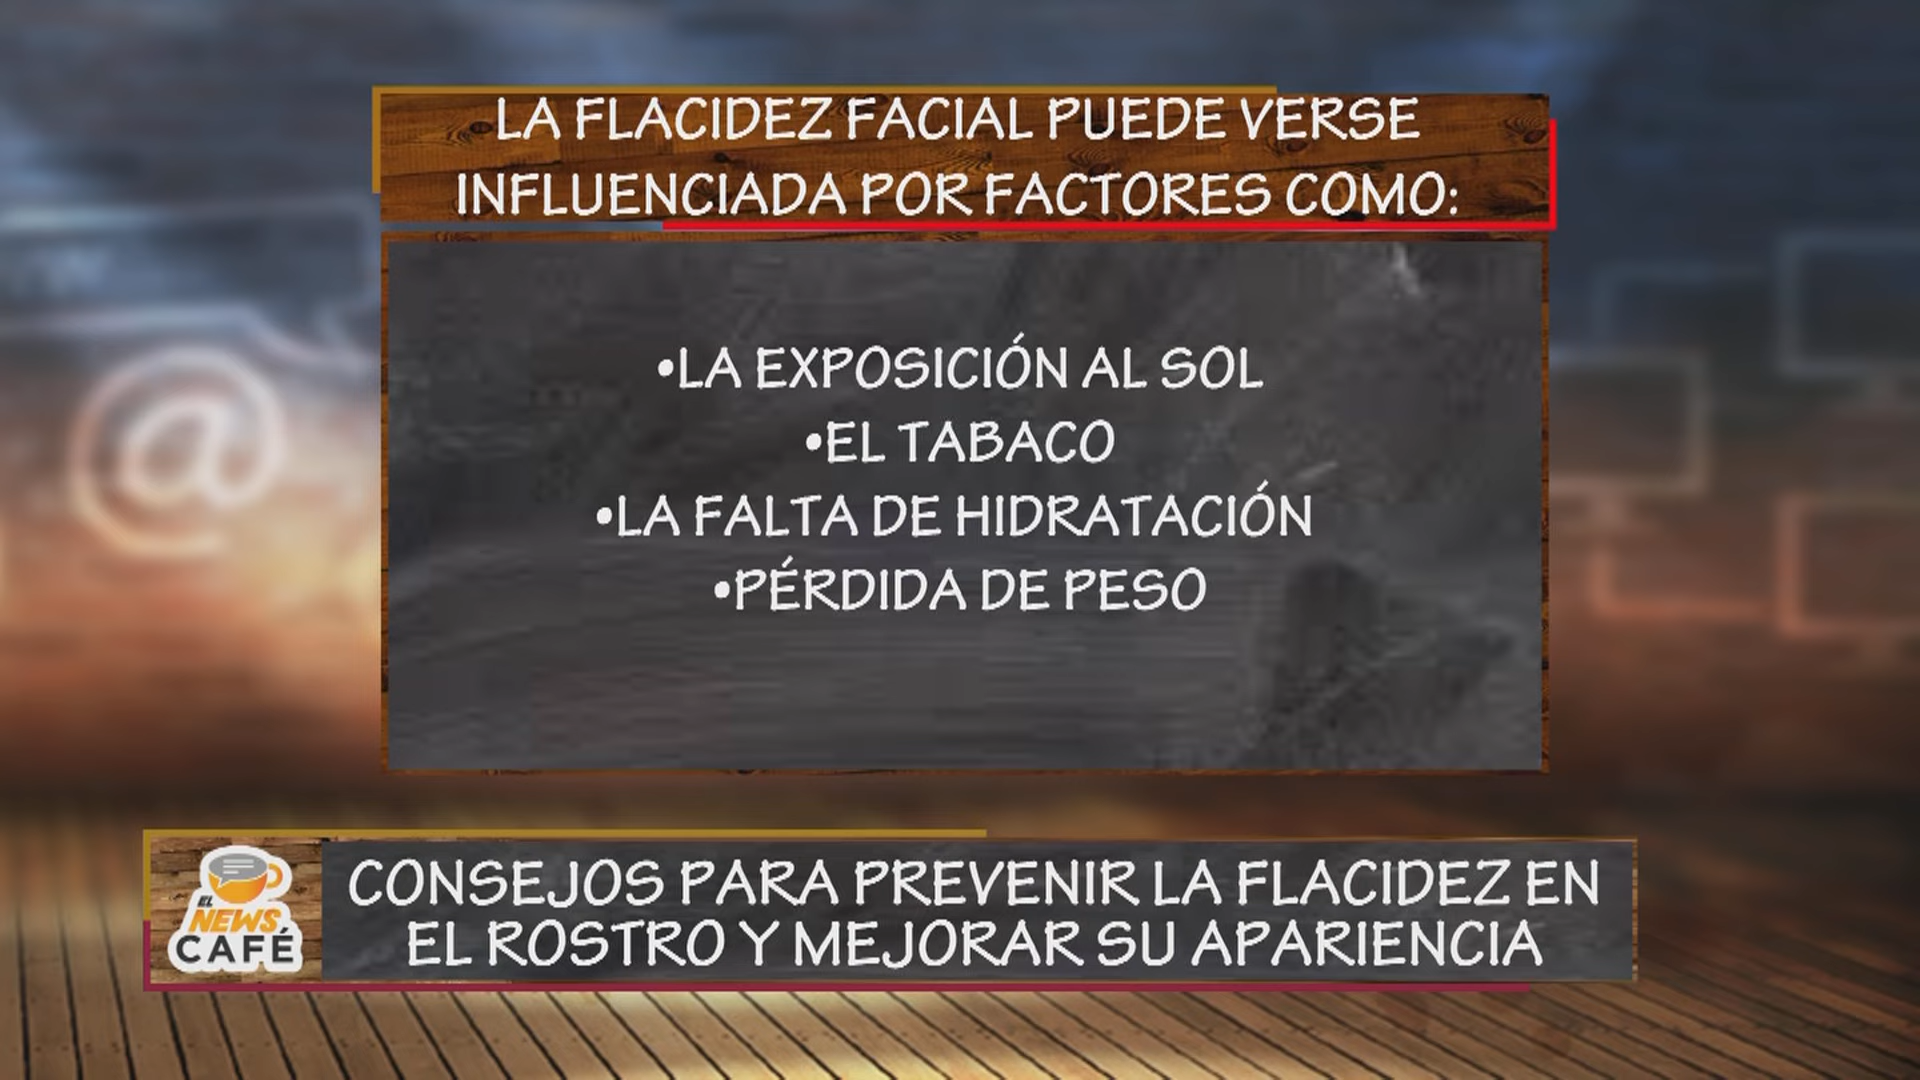 LA FLACIDEZ FACIAL PUEDE VERSE
INFLUENCIADA POR FACTORES COMO:
•LA EXPOSICIÓN AL SOL
•EL TABACO
•LA FALTA DE HIDRATACIÓN
•PÉRDIDA DE PESO
EL
NEWS
CAFÉ
CONSEJOS PARA PREVENIR LA FLACIDEZ EN
EL ROSTRO Y MEJORAR SU APARIENCIA
@